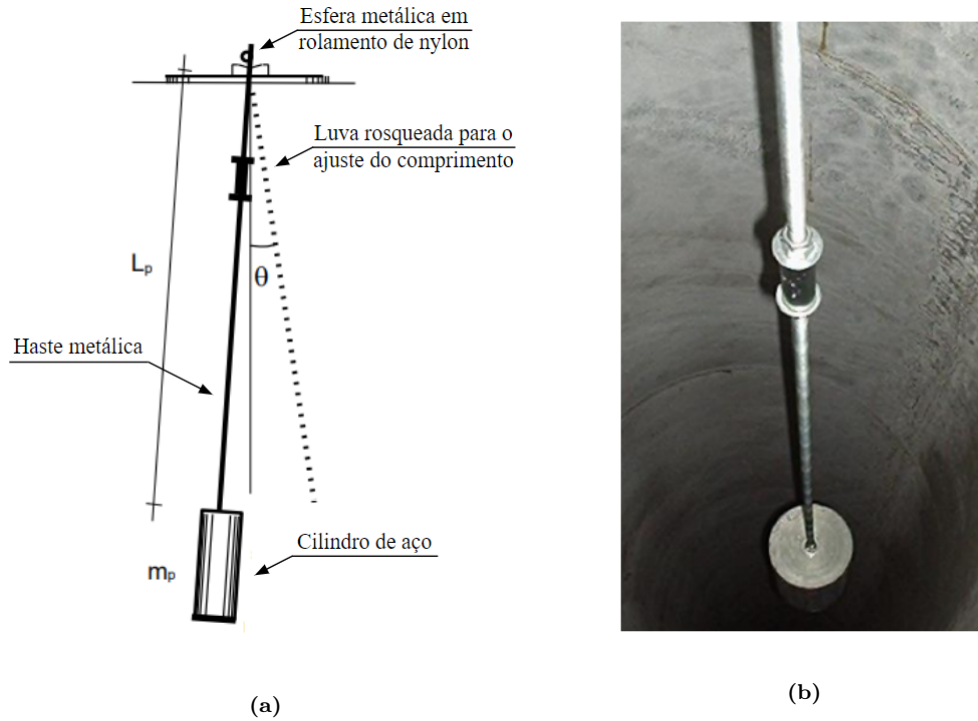 Esfera metálica em
rolamento de nylon
Luva rosqueada para o
ajuste do comprimento
Lp
θ
Haste metálica
Cilindro de aço
mp
(a)
(b)